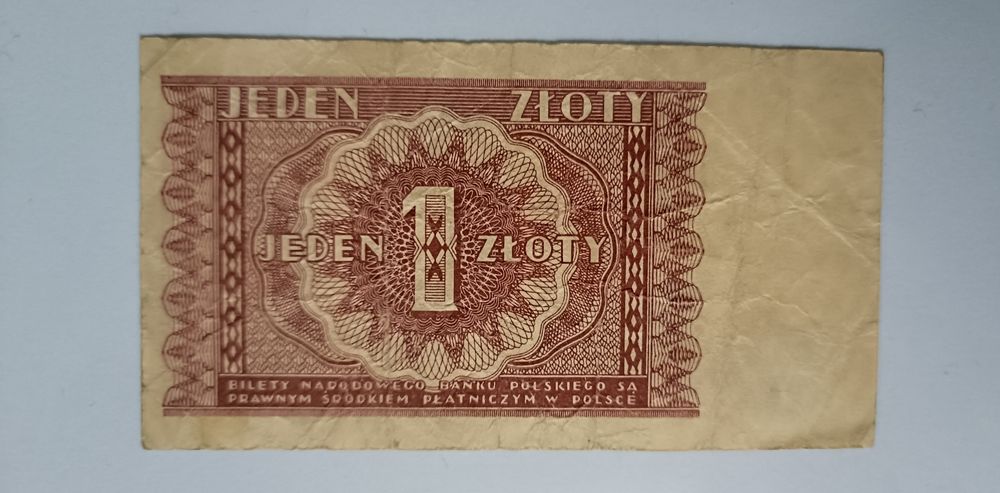 JEDEN ZŁOTY
JEDEN 1 ZŁOTY
BILETY NARODOWEGO BANKU POLSKIEGO SĄ
PRAWNYM ŚRODKIEM PŁATNICZYM W POLSCE